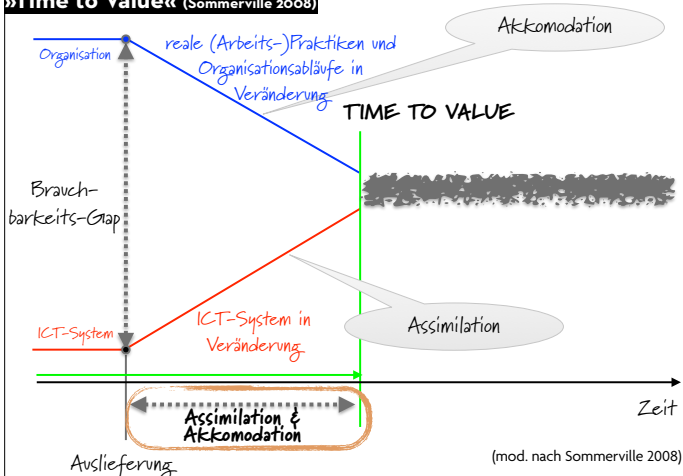 »Time to Value« (Sommerville 2008)
Akkomodation
Organisation
reale (Arbeits-)Praktiken und
Organisationsabläufe in
Veränderung
TIME TO VALUE
Brauch-
barkeits-Gap
ICT-System
ICT-System in
Veränderung
Assimilation
Assimilation &
Akkomodation
Zeit
Auslieferung
(mod. nach Sommerville 2008)